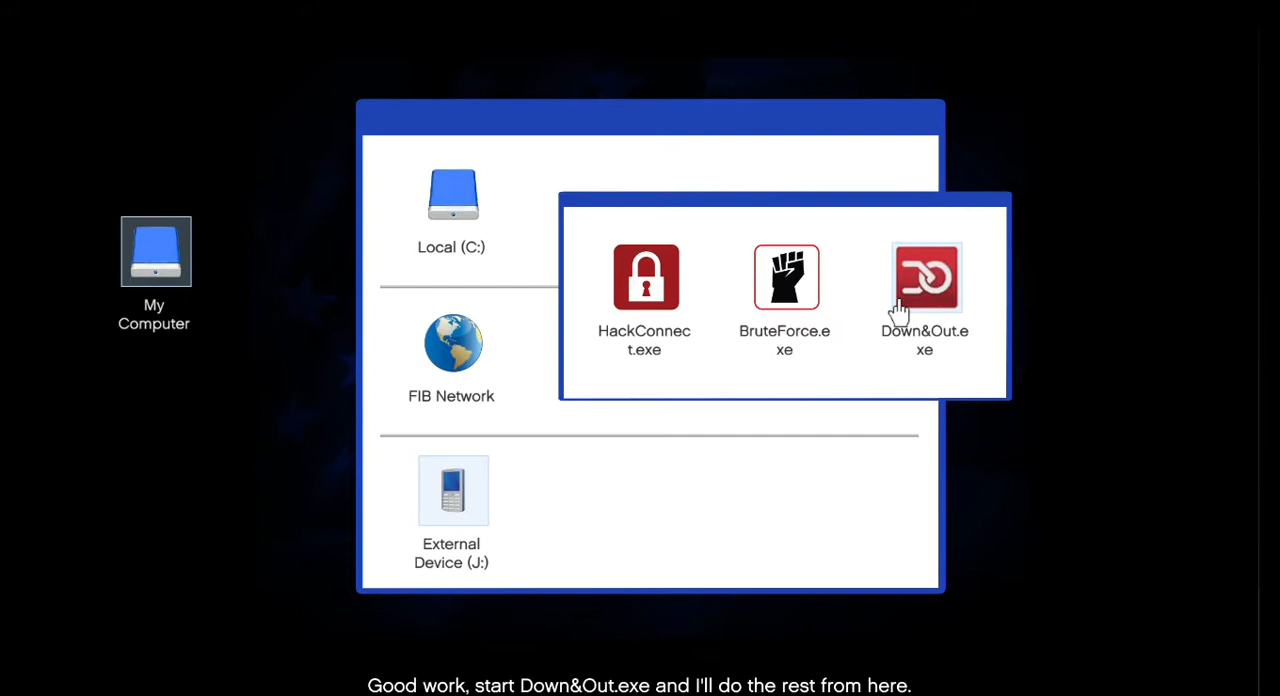 Local (C:)
My
Computer
HackConnec
t.exe
BruteForce.e
xe
Down&Out.e
xe
FIB Network
External
Device (J:)
Good work, start Down&Out.exe and I'll do the rest from here.